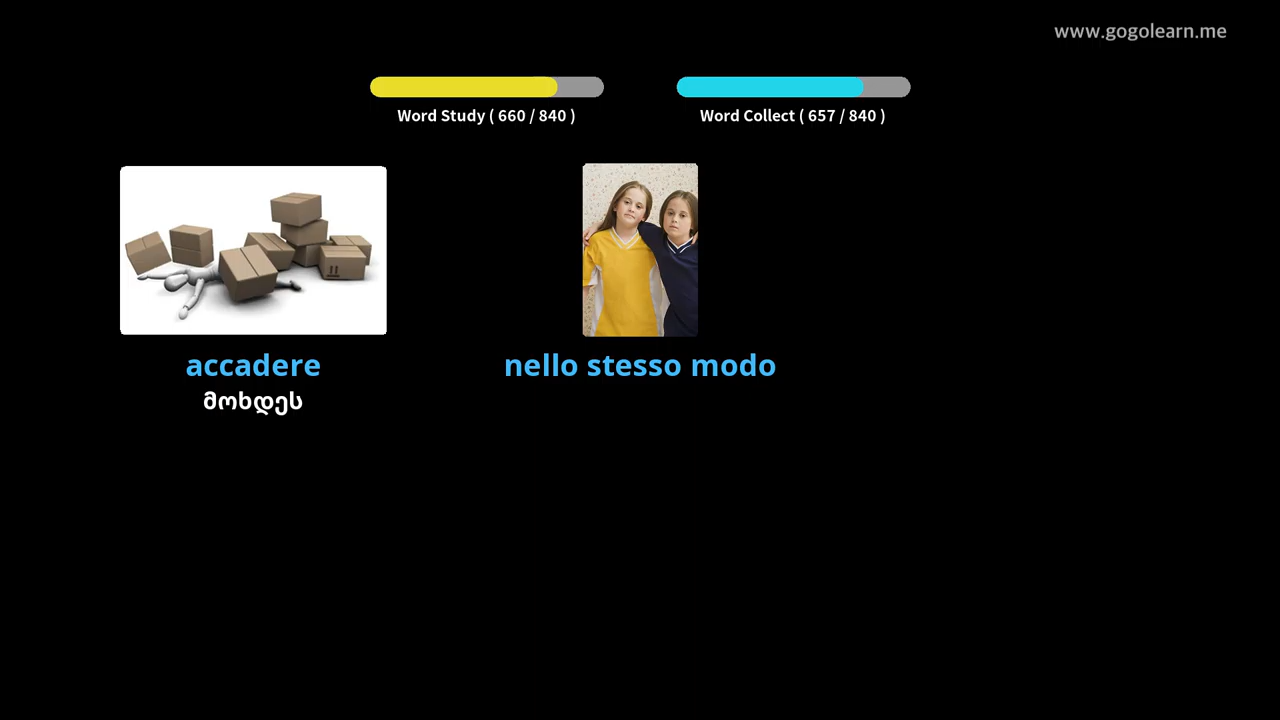 www.gogolearn.me
Word Study ( 660 / 840 )
Word Collect ( 657 / 840 )
accadere
მოხდეს
nello stesso modo